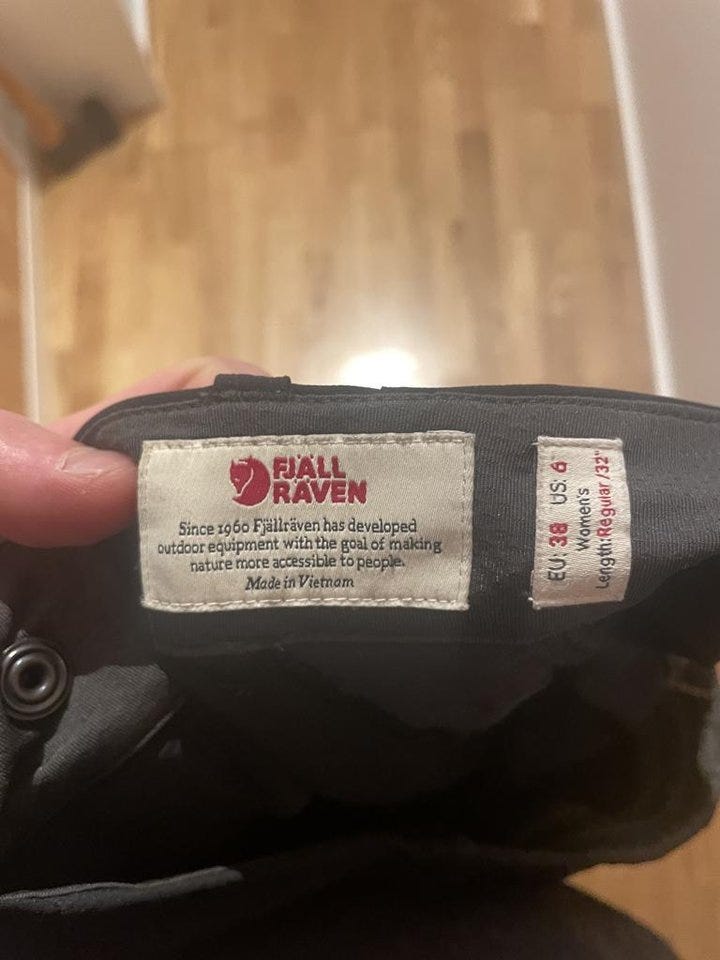 FJÄLL
RÄVEN
Since 1960 Fjällräven has developed
outdoor equipment with the goal of making
nature more accessible to people.
Made in Vietnam
EU: 38 US: 6
Women's
Length:Regular/32"